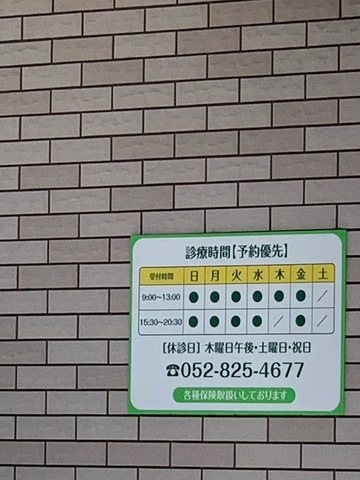 診療時間【予約優先】
受付時間 日 月 火 水 木 金 土
9:00~13:00 ● ● ● ● ● ● ／
15:30~20:30 ● ● ● ● ／ ● ／
［休診日］木曜日午後・土曜日・祝日
☎052-825-4677
各種保険取扱いしております